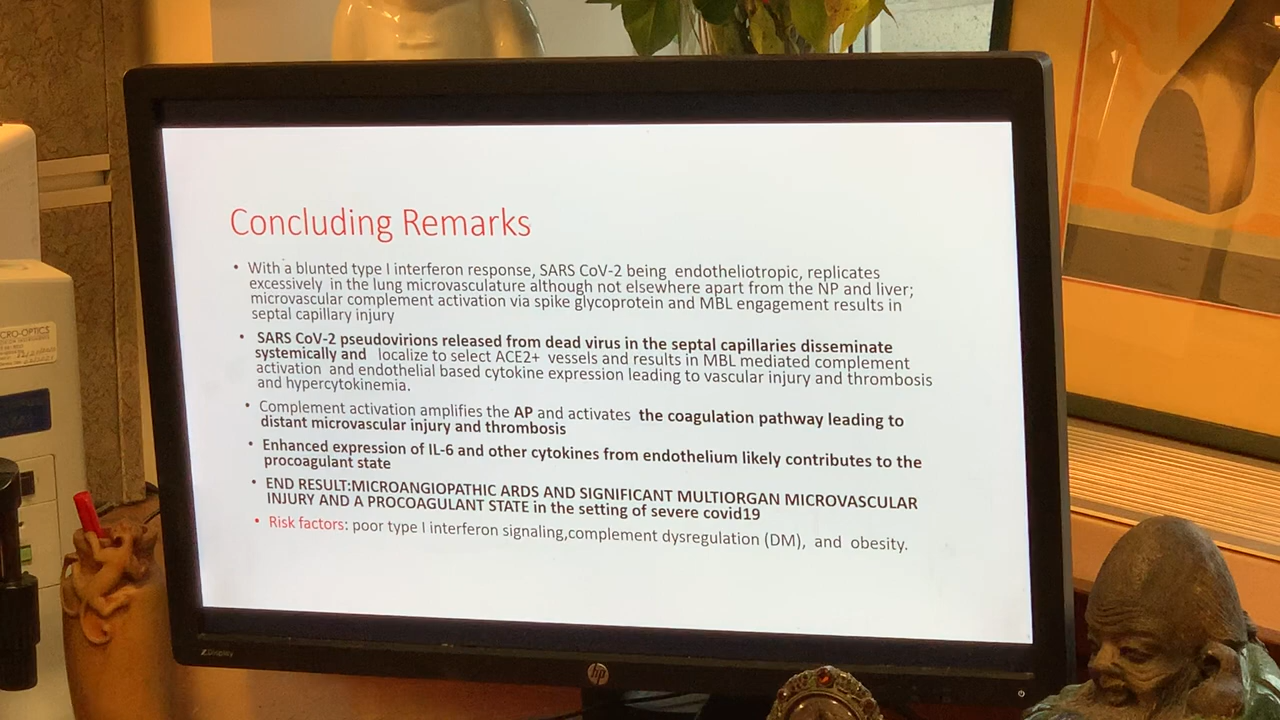 Concluding Remarks
• With a blunted type I interferon response, SARS CoV-2 being endotheliotropic, replicates
excessively in the lung microvasculature although not elsewhere apart from the NP and liver;
microvascular complement activation via spike glycoprotein and MBL engagement results in
septal capillary injury
• SARS CoV-2 pseudovirions released from dead virus in the septal capillaries disseminate
systemically and localize to select ACE2+ vessels and results in MBL mediated complement
activation and endothelial based cytokine expression leading to vascular injury and thrombosis
and hypercytokinemia.
• Complement activation amplifies the AP and activates the coagulation pathway leading to
distant microvascular injury and thrombosis
• Enhanced expression of IL-6 and other cytokines from endothelium likely contributes to the
procoagulant state
• END RESULT:MICROANGIOPATHIC ARDS AND SIGNIFICANT MULTIORGAN MICROVASCULAR
INJURY AND A PROCOAGULANT STATE in the setting of severe covid19
• Risk factors: poor type I interferon signaling,complement dysregulation (DM), and obesity.
CRO-OPTICS
Z Display
hp